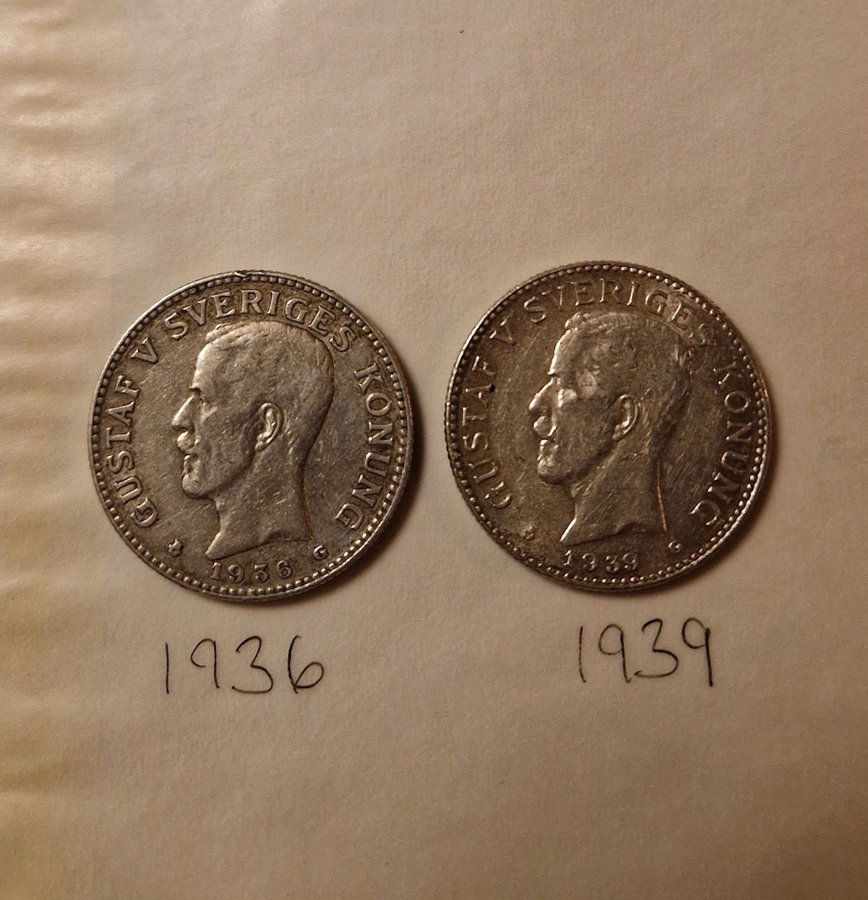 GUSTAF V SVERIGES KONUNG
G 1936 G
GUSTAF V SVERIGES KONUNG
G 1939 G
1936
1939